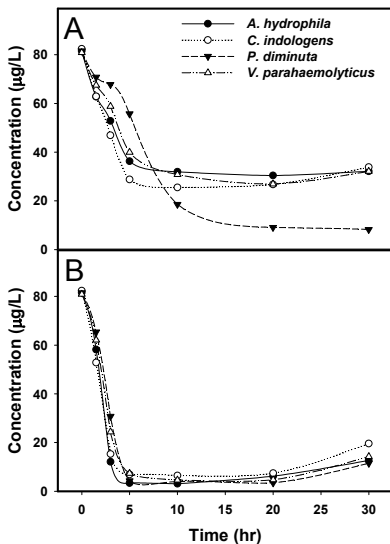 A
A. hydrophila
C. indologens
P. diminuta
V. parahaemolyticus
Concentration (µg/L)
80
60
40
20
0
B
Concentration (µg/L)
100
80
60
40
20
0
0 5 10 15 20 25 30
Time (hr)